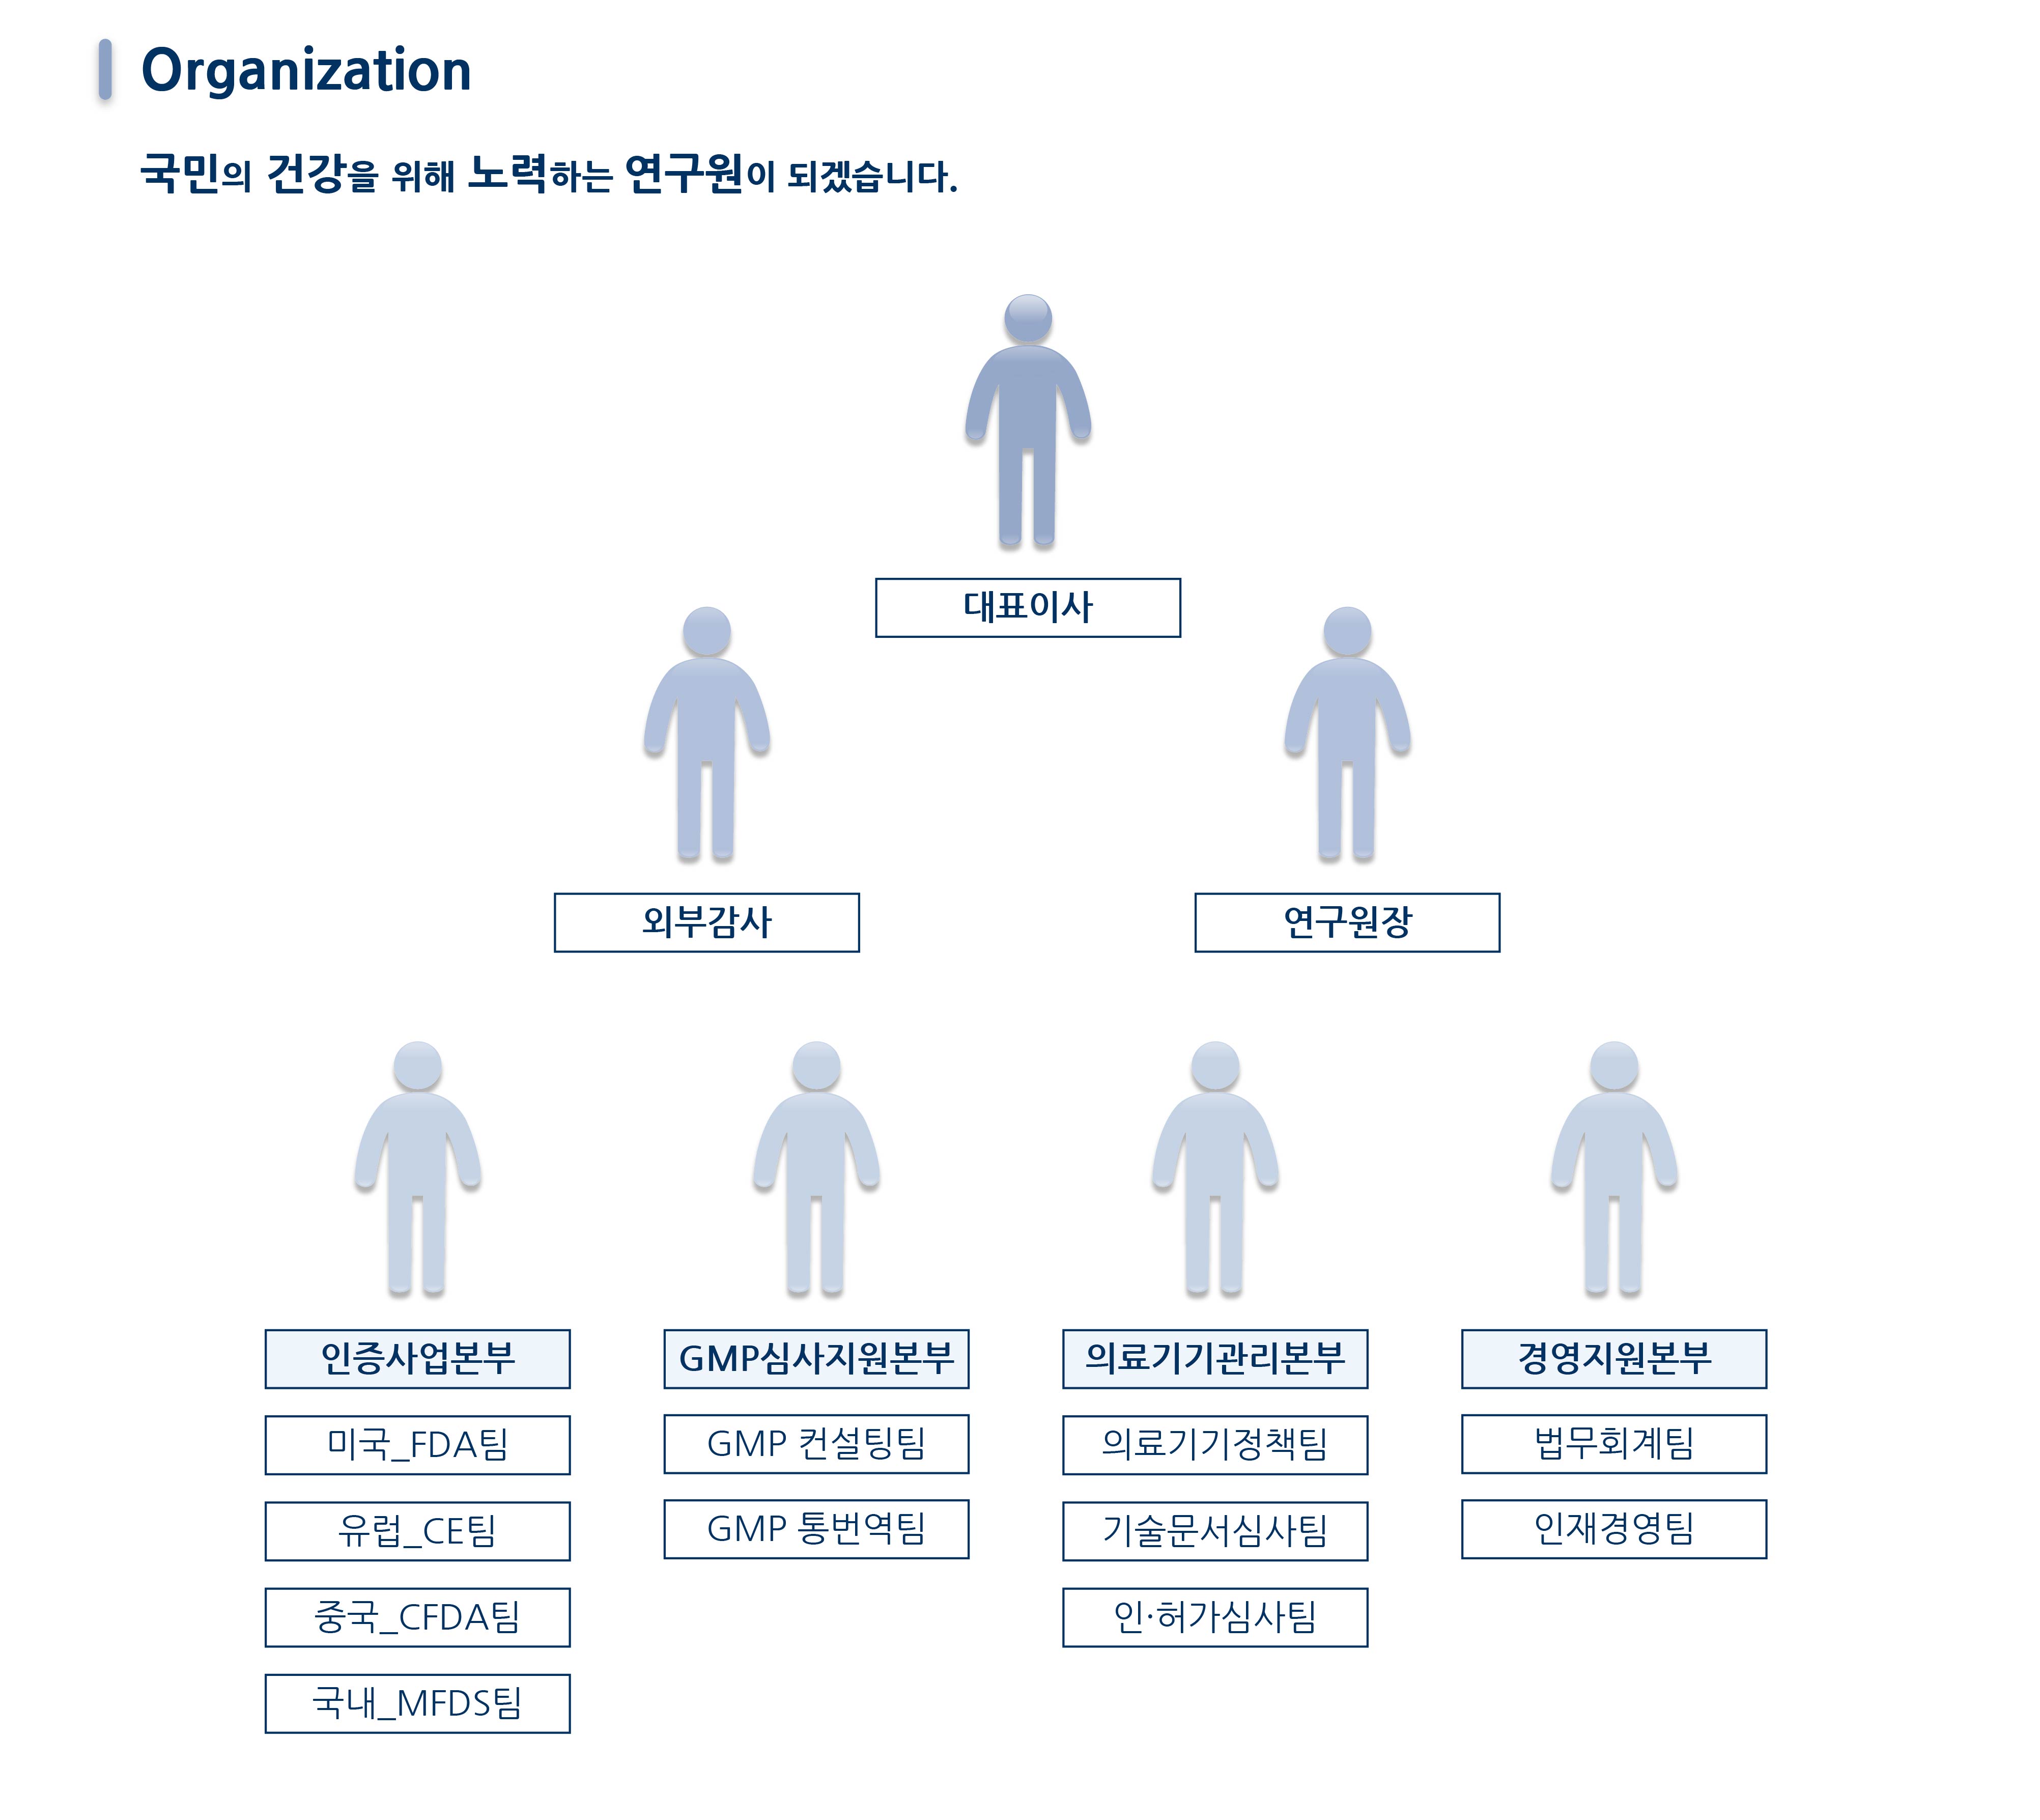 Organization
국민의 건강을 위해 노력하는 연구원이 되겠습니다.
대표이사
외부감사
연구원장
인증사업본부
미국_FDA팀
유럽_CE팀
중국_CFDA팀
국내_MFDS팀
GMP심사지원본부
GMP 컨설팅팀
GMP 통번역팀
의료기기관리본부
의료기기정책팀
기술문서심사팀
인·허가심사팀
경영지원본부
법무회계팀
인재경영팀